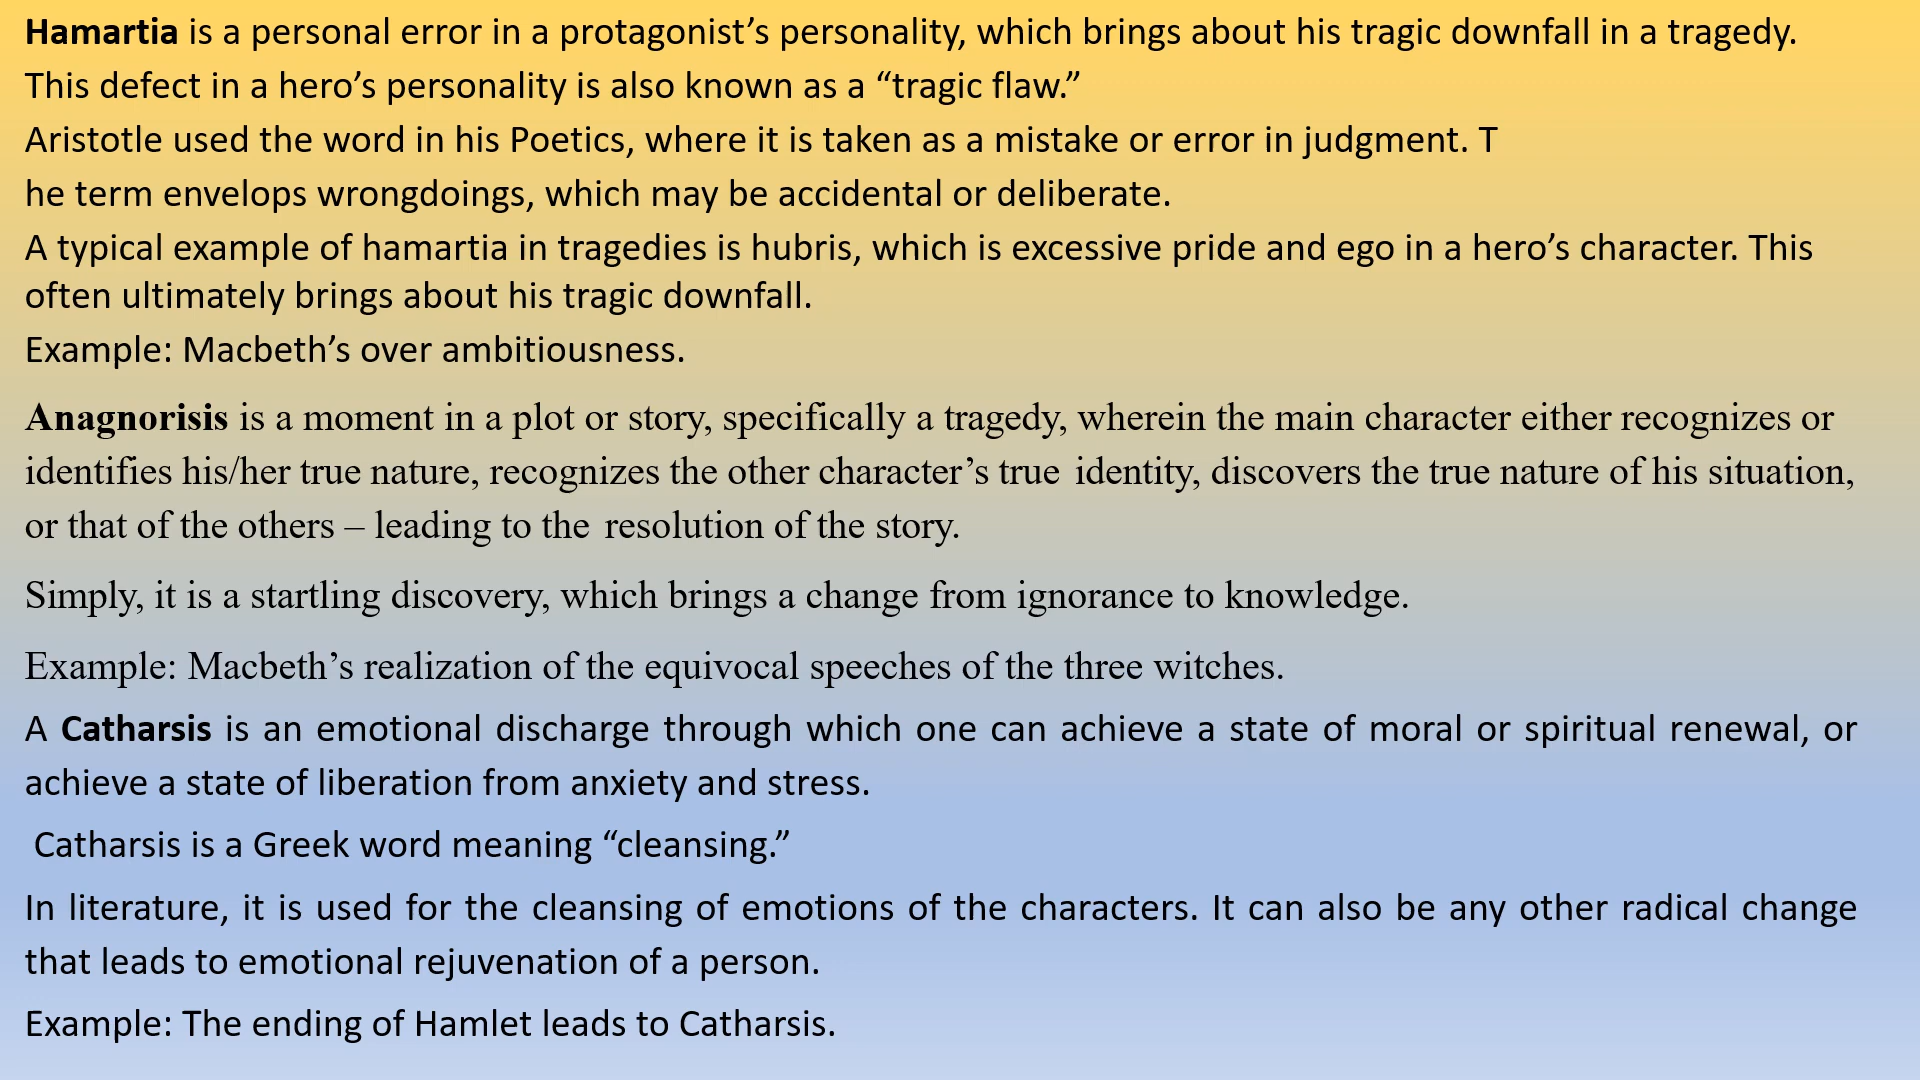 Hamartia is a personal error in a protagonist’s personality, which brings about his tragic downfall in a tragedy.
This defect in a hero’s personality is also known as a “tragic flaw.”
Aristotle used the word in his Poetics, where it is taken as a mistake or error in judgment. T
he term envelops wrongdoings, which may be accidental or deliberate.
A typical example of hamartia in tragedies is hubris, which is excessive pride and ego in a hero’s character. This
often ultimately brings about his tragic downfall.
Example: Macbeth’s over ambitiousness.
Anagnorisis is a moment in a plot or story, specifically a tragedy, wherein the main character either recognizes or
identifies his/her true nature, recognizes the other character’s true identity, discovers the true nature of his situation,
or that of the others – leading to the resolution of the story.
Simply, it is a startling discovery, which brings a change from ignorance to knowledge.
Example: Macbeth’s realization of the equivocal speeches of the three witches.
A Catharsis is an emotional discharge through which one can achieve a state of moral or spiritual renewal, or
achieve a state of liberation from anxiety and stress.
Catharsis is a Greek word meaning “cleansing.”
In literature, it is used for the cleansing of emotions of the characters. It can also be any other radical change
that leads to emotional rejuvenation of a person.
Example: The ending of Hamlet leads to Catharsis.